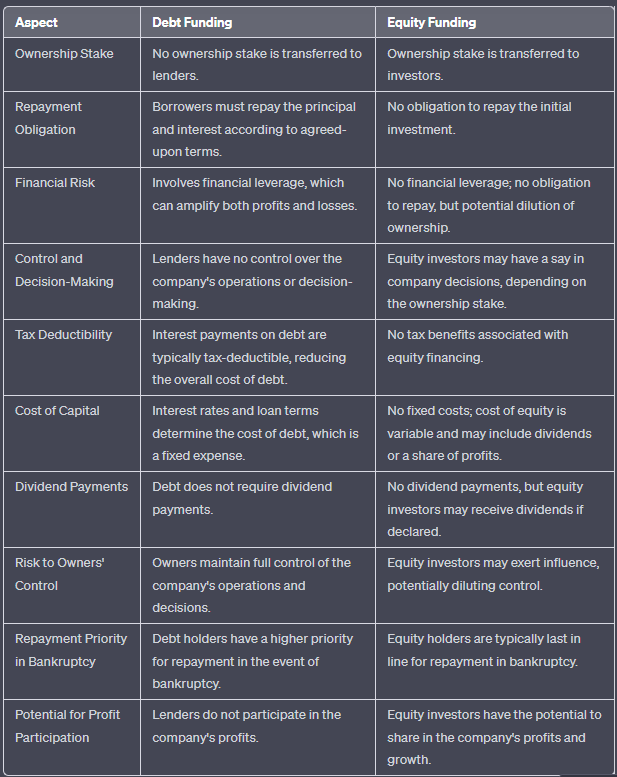 Aspect Debt Funding Equity Funding
Ownership Stake No ownership stake is transferred to Ownership stake is transferred to
lenders. investors.
Repayment Borrowers must repay the principal No obligation to repay the initial
Obligation and interest according to agreed- investment.
upon terms.
Financial Risk Involves financial leverage, which No financial leverage; no obligation
can amplify both profits and losses. to repay, but potential dilution of
ownership.
Control and Lenders have no control over the Equity investors may have a say in
Decision-Making company's operations or decision- company decisions, depending on
making. the ownership stake.
Tax Deductibility Interest payments on debt are No tax benefits associated with
typically tax-deductible, reducing equity financing.
the overall cost of debt.
Cost of Capital Interest rates and loan terms No fixed costs; cost of equity is
determine the cost of debt, which is variable and may include dividends
a fixed expense. or a share of profits.
Dividend Payments Debt does not require dividend No dividend payments, but equity
payments. investors may receive dividends if
declared.
Risk to Owners' Owners maintain full control of the Equity investors may exert influence,
Control company's operations and potentially diluting control.
decisions.
Repayment Priority Debt holders have a higher priority Equity holders are typically last in
in Bankruptcy for repayment in the event of line for repayment in bankruptcy.
bankruptcy.
Potential for Profit Lenders do not participate in the Equity investors have the potential to
Participation company's profits. share in the company's profits and
growth.